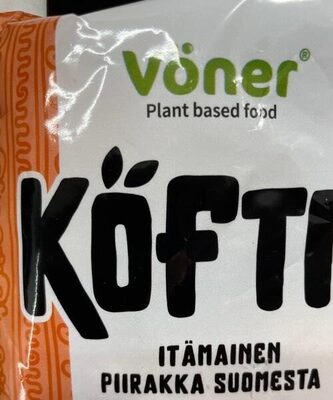 vöner®
Plant based food
KÖFTI
ITÄMAINEN
PIIRAKKA SUOMESTA